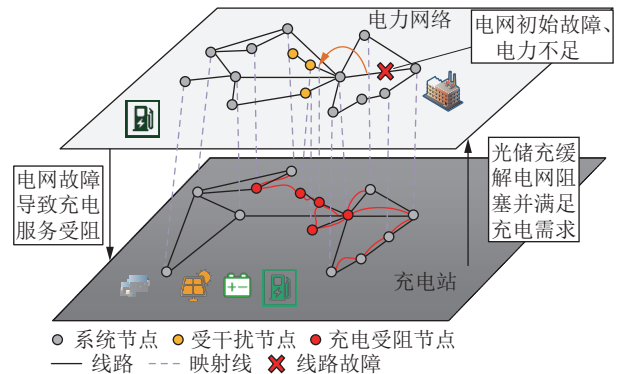 电力网络
电网初始故障、
电力不足
电网故障
导致充电
服务受阻
光储充缓
解电网阻
塞并满足
充电需求
充电站
系统节点 受干扰节点 充电受阻节点
线路 映射线 线路故障